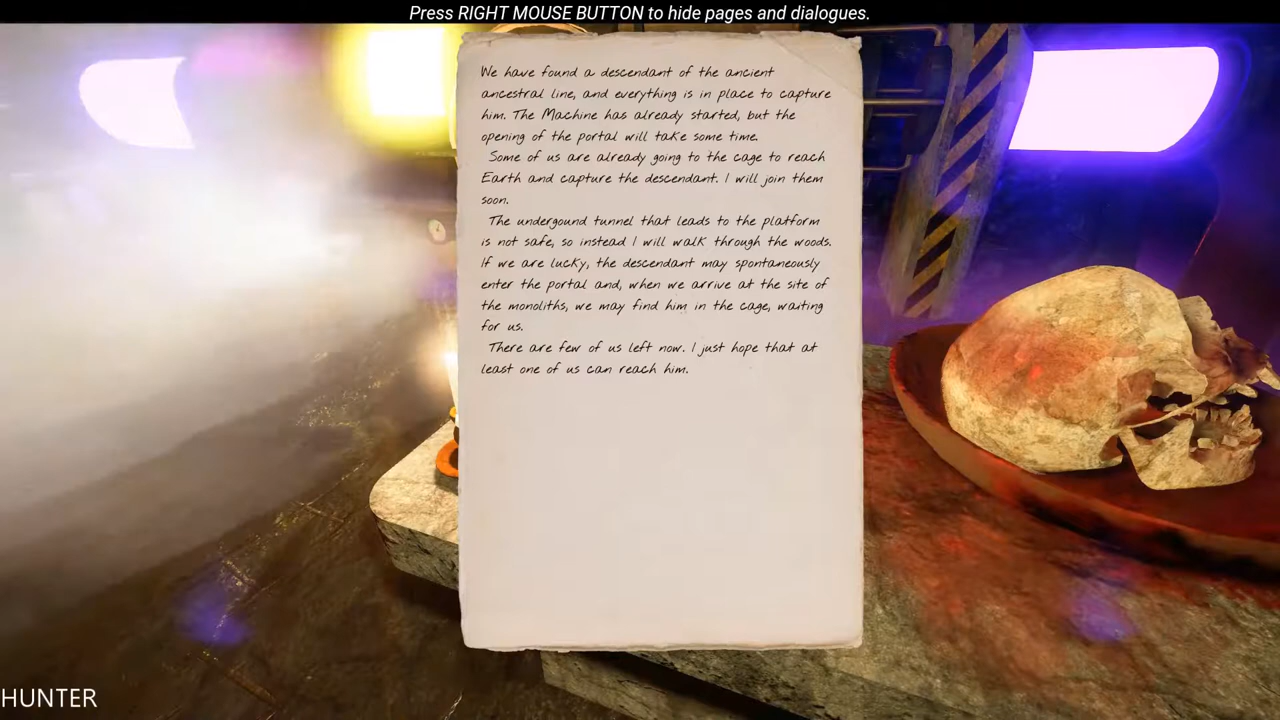 Press RIGHT MOUSE BUTTON to hide pages and dialogues.
We have found a descendant of the ancient
ancestral line, and everything is in place to capture
him. The Machine has already started, but the
opening of the portal will take some time.
Some of us are already going to the cage to reach
Earth and capture the descendant. I will join them
soon.
The undergound tunnel that leads to the platform
is not safe, so instead I will walk through the woods.
If we are lucky, the descendant may spontaneously
enter the portal and, when we arrive at the site of
the monoliths, we may find him in the cage, waiting
for us.
There are few of us left now. I just hope that at
least one of us can reach him.
HUNTER